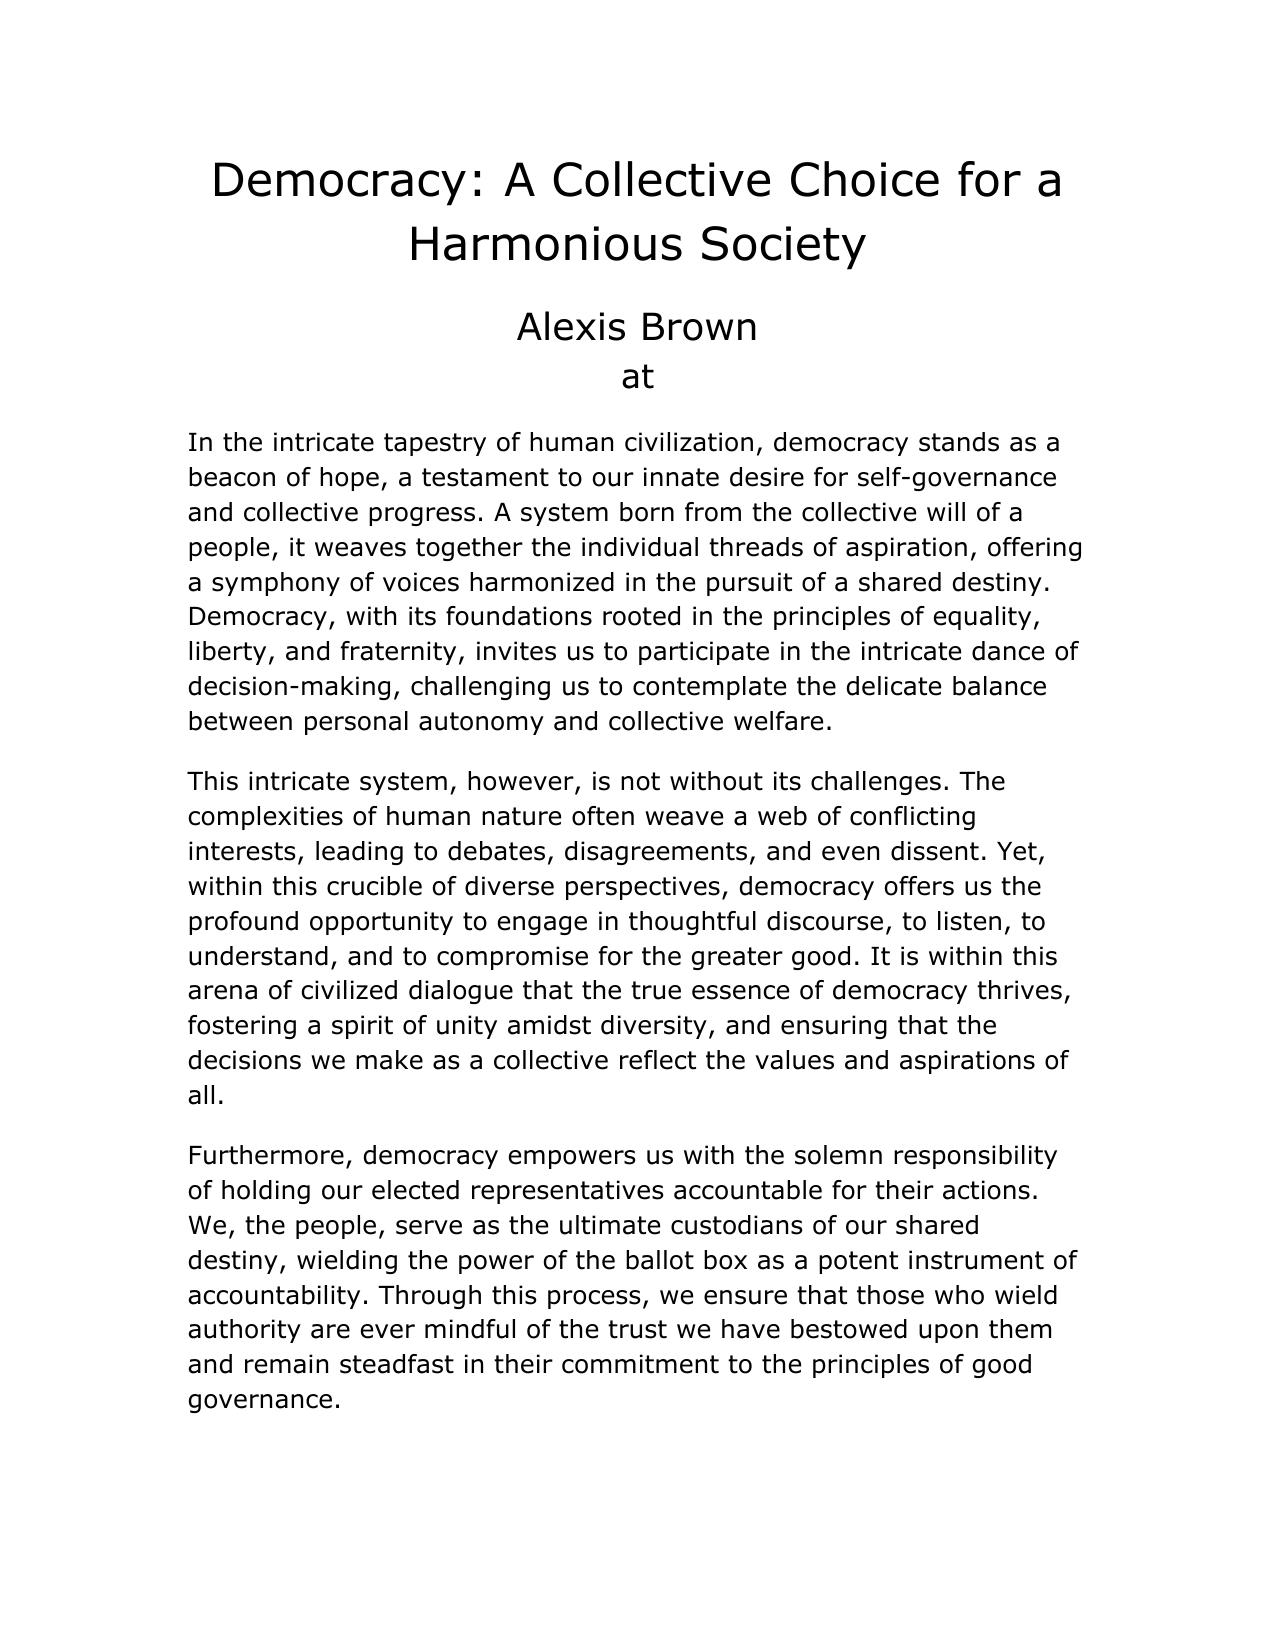 Democracy: A Collective Choice for a
Harmonious Society
Alexis Brown
at
In the intricate tapestry of human civilization, democracy stands as a
beacon of hope, a testament to our innate desire for self-governance
and collective progress. A system born from the collective will of a
people, it weaves together the individual threads of aspiration, offering
a symphony of voices harmonized in the pursuit of a shared destiny.
Democracy, with its foundations rooted in the principles of equality,
liberty, and fraternity, invites us to participate in the intricate dance of
decision-making, challenging us to contemplate the delicate balance
between personal autonomy and collective welfare.
This intricate system, however, is not without its challenges. The
complexities of human nature often weave a web of conflicting
interests, leading to debates, disagreements, and even dissent. Yet,
within this crucible of diverse perspectives, democracy offers us the
profound opportunity to engage in thoughtful discourse, to listen, to
understand, and to compromise for the greater good. It is within this
arena of civilized dialogue that the true essence of democracy thrives,
fostering a spirit of unity amidst diversity, and ensuring that the
decisions we make as a collective reflect the values and aspirations of
all.
Furthermore, democracy empowers us with the solemn responsibility
of holding our elected representatives accountable for their actions.
We, the people, serve as the ultimate custodians of our shared
destiny, wielding the power of the ballot box as a potent instrument of
accountability. Through this process, we ensure that those who wield
authority are ever mindful of the trust we have bestowed upon them
and remain steadfast in their commitment to the principles of good
governance.